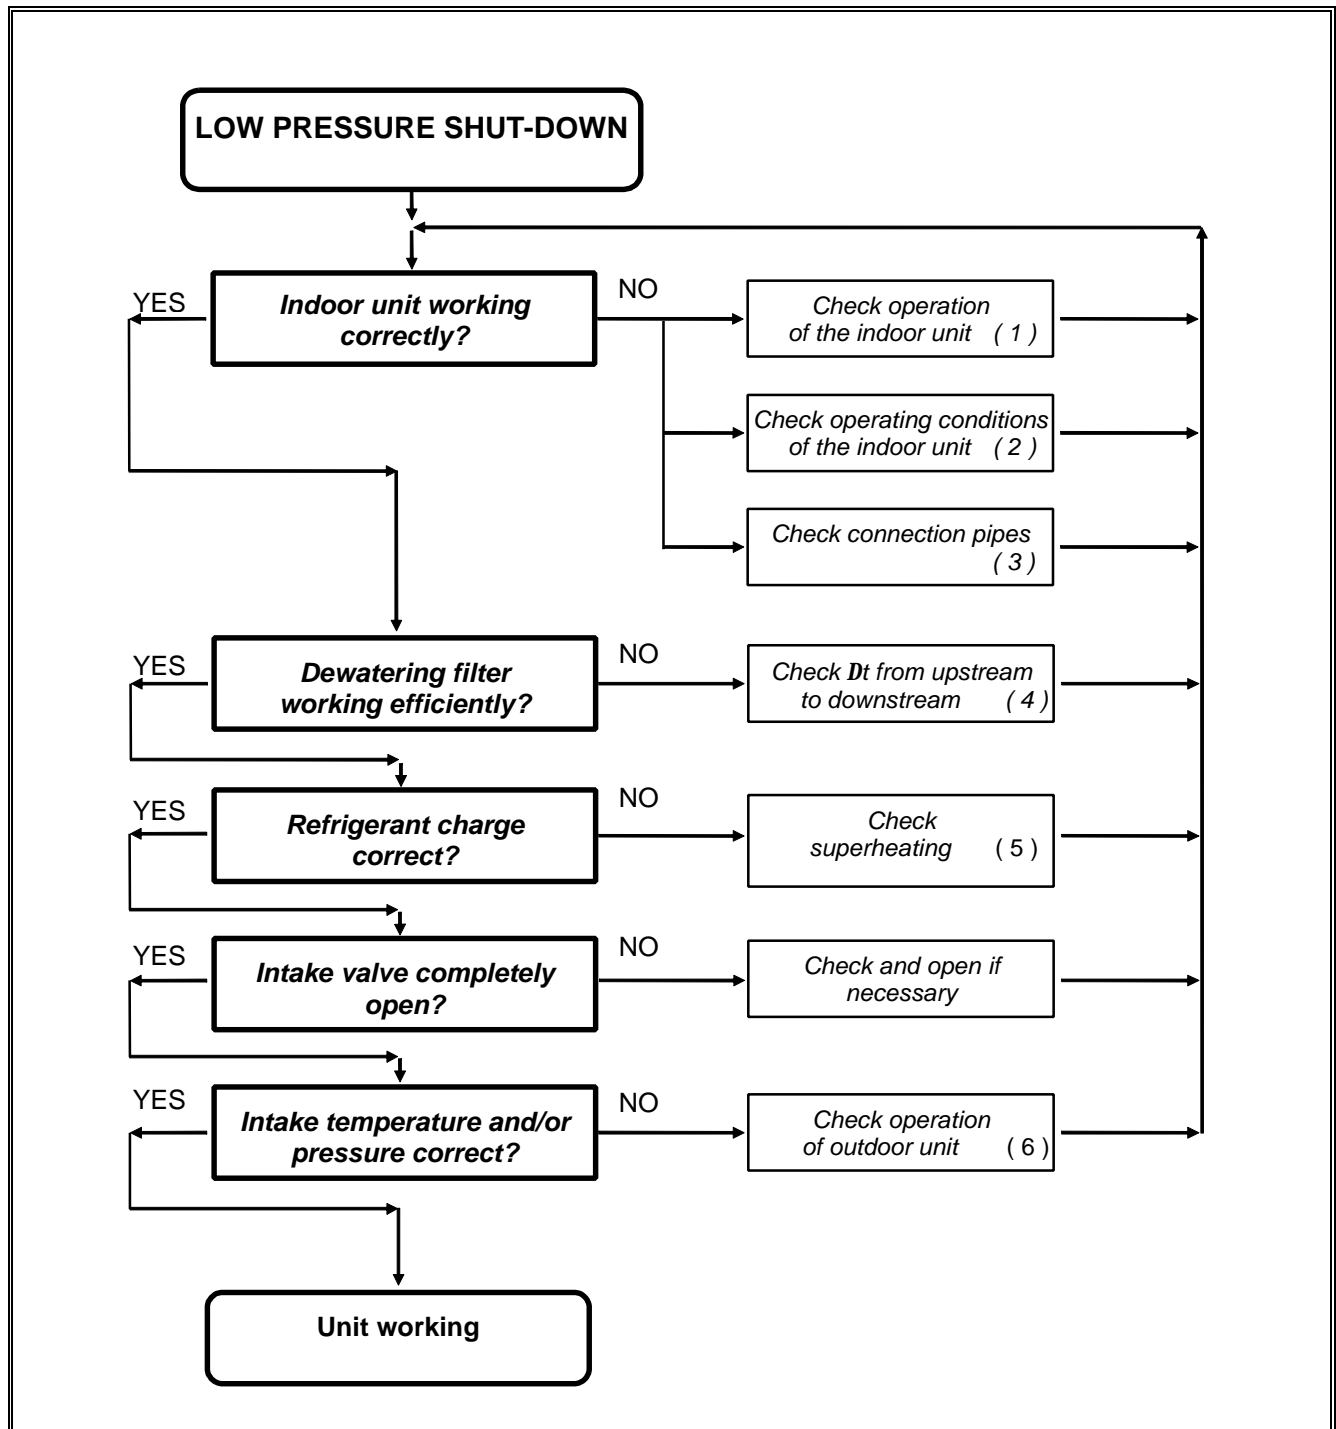 LOW PRESSURE SHUT-DOWN
YES
Indoor unit working
correctly?
NO
Check operation
of the indoor unit ( 1 )
Check operating conditions
of the indoor unit ( 2 )
Check connection pipes
( 3 )
YES
Dewatering filter
working efficiently?
NO
Check Dt from upstream
to downstream ( 4 )
YES
Refrigerant charge
correct?
NO
Check
superheating ( 5 )
YES
Intake valve completely
open?
NO
Check and open if
necessary
YES
Intake temperature and/or
pressure correct?
NO
Check operation
of outdoor unit ( 6 )
Unit working